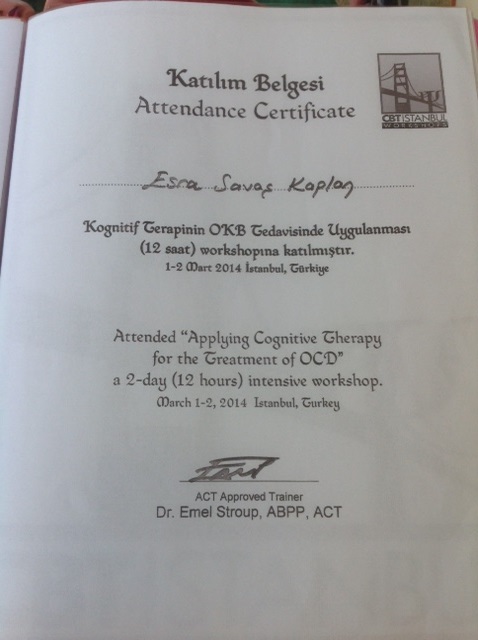 Katılım Belgesi
Attendance Certificate
CBTISTANBUL
WORKSHOPS
Esra Savaş Kaplan
Kognitif Terapinin OKB Tedavisinde Uygulanması
(12 saat) workshopına katılmıştır.
1-2 Mart 2014 İstanbul, Türkiye
Attended “Applying Cognitive Therapy
for the Treatment of OCD”
a 2-day (12 hours) intensive workshop.
March 1-2, 2014 Istanbul, Turkey
ACT Approved Trainer
Dr. Emel Stroup, ABPP, ACT